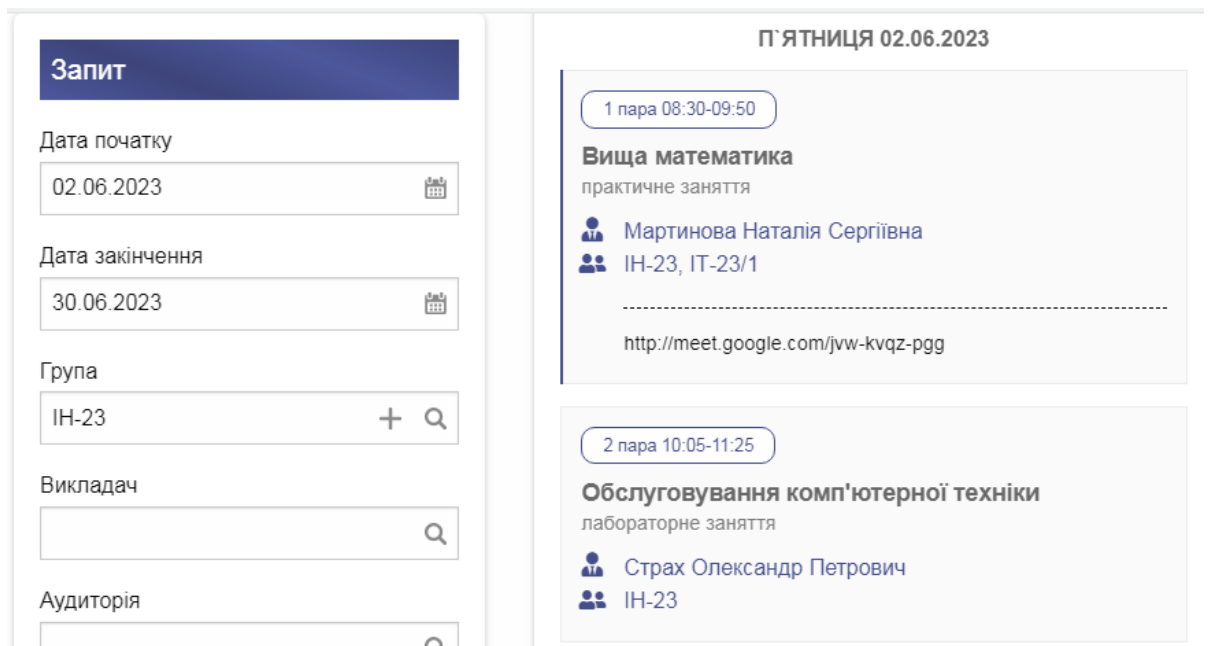 Запит
Дата початку
02.06.2023
Дата закінчення
30.06.2023
Група
ІН-23
Викладач
Аудиторія
П`ЯТНИЦЯ 02.06.2023
1 пара 08:30-09:50
Вища математика
практичне заняття
Мартинова Наталія Сергіївна
ІН-23, ІТ-23/1
http://meet.google.com/jvw-kvqz-pgg
2 пара 10:05-11:25
Обслуговування комп'ютерної техніки
лабораторне заняття
Страх Олександр Петрович
ІН-23